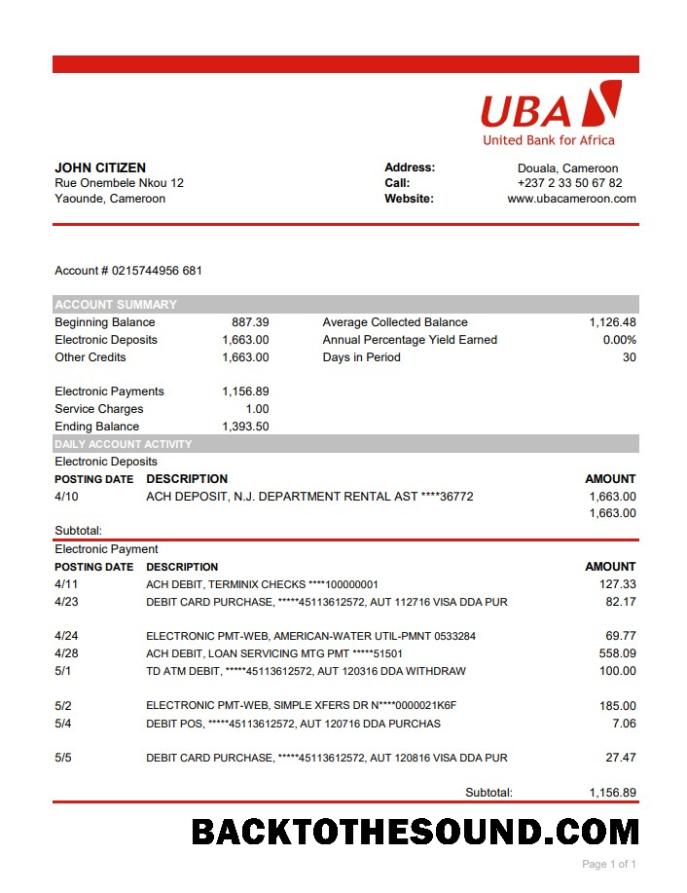 UBA
United Bank for Africa
JOHN CITIZEN Address: Douala, Cameroon
Rue Onembele Nkou 12 Call: +237 2 33 50 67 82
Yaounde, Cameroon Website: www.ubacameroon.com
Account # 0215744956 681
ACCOUNT SUMMARY
Beginning Balance 887.39 Average Collected Balance 1,126.48
Electronic Deposits 1,663.00 Annual Percentage Yield Earned 0.00%
Other Credits 1,663.00 Days in Period 30
Electronic Payments 1,156.89
Service Charges 1.00
Ending Balance 1,393.50
DAILY ACCOUNT ACTIVITY
Electronic Deposits
POSTING DATE DESCRIPTION AMOUNT
4/10 ACH DEPOSIT, N.J. DEPARTMENT RENTAL AST ****36772 1,663.00
1,663.00
Subtotal:
Electronic Payment
POSTING DATE DESCRIPTION AMOUNT
4/11 ACH DEBIT, TERMINIX CHECKS ****100000001 127.33
4/23 DEBIT CARD PURCHASE, *****45113612572, AUT 112716 VISA DDA PUR 82.17
4/24 ELECTRONIC PMT-WEB, AMERICAN-WATER UTIL-PMNT 0533284 69.77
4/28 ACH DEBIT, LOAN SERVICING MTG PMT *****51501 558.09
5/1 TD ATM DEBIT, *****45113612572, AUT 120316 DDA WITHDRAW 100.00
5/2 ELECTRONIC PMT-WEB, SIMPLE XFERS DR N****0000021K6F 185.00
5/4 DEBIT POS, *****45113612572, AUT 120716 DDA PURCHAS 7.06
5/5 DEBIT CARD PURCHASE, *****45113612572, AUT 120816 VISA DDA PUR 27.47
Subtotal: 1,156.89
BACKTOTHESOUND.COM
Page 1 of 1